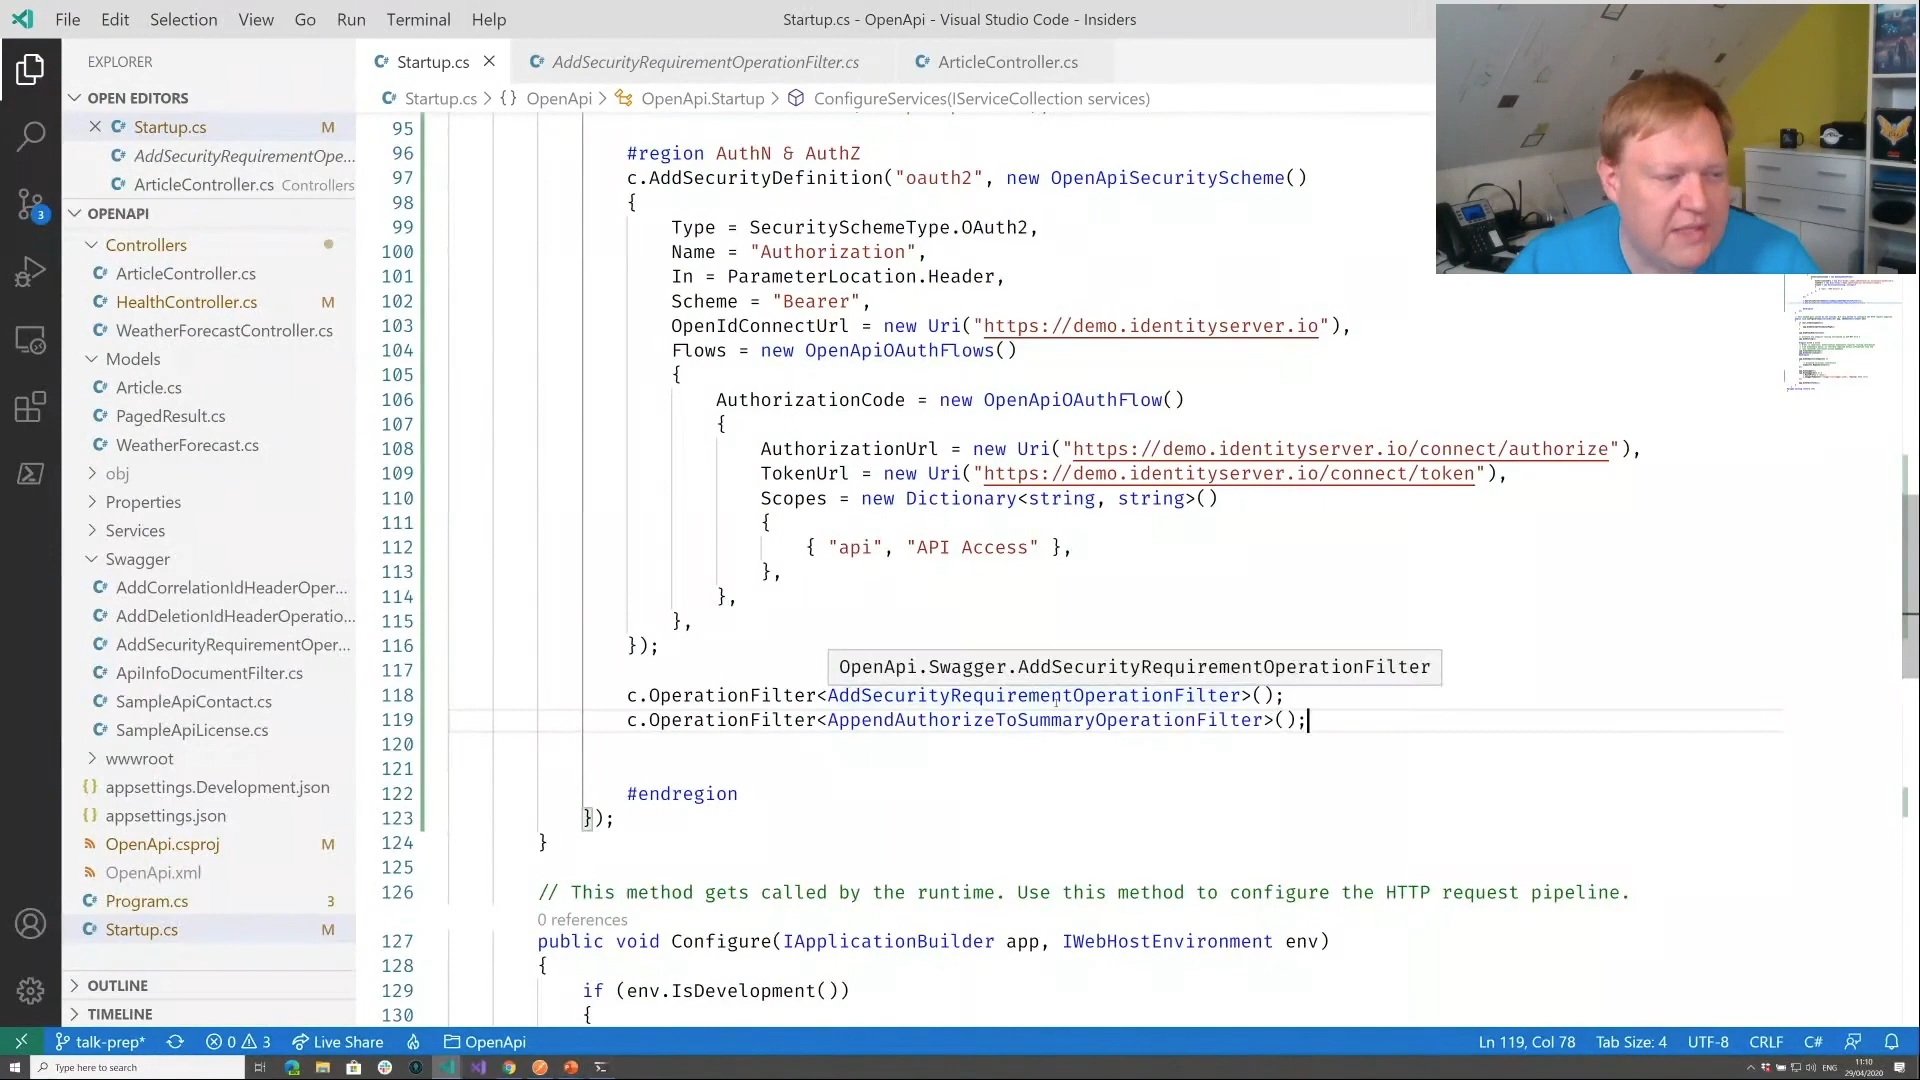 File Edit Selection View Go Run Terminal Help
Startup.cs - OpenApi - Visual Studio Code - Insiders
EXPLORER
OPEN EDITORS
Startup.cs M
AddSecurityRequirementOpe...
ArticleController.cs Controllers
OPENAPI
Controllers
ArticleController.cs
HealthController.cs M
WeatherForecastController.cs
Models
Article.cs
PagedResult.cs
WeatherForecast.cs
obj
Properties
Services
Swagger
AddCorrelationIdHeaderOper...
AddDeletionIdHeaderOperatio...
AddSecurityRequirementOper...
ApiInfoDocumentFilter.cs
SampleApiContact.cs
SampleApiLicense.cs
wwwroot
appsettings.Development.json
appsettings.json
OpenApi.csproj M
OpenApi.xml
Program.cs 3
Startup.cs M
OUTLINE
TIMELINE
3
Startup.cs AddSecurityRequirementOperationFilter.cs ArticleController.cs
Startup.cs > {} OpenApi > OpenApi.Startup > ConfigureServices(IServiceCollection services)
95
96 #region AuthN & AuthZ
97 c.AddSecurityDefinition("oauth2", new OpenApiSecurityScheme()
98 {
99 Type = SecuritySchemeType.OAuth2,
100 Name = "Authorization",
101 In = ParameterLocation.Header,
102 Scheme = "Bearer",
103 OpenIdConnectUrl = new Uri("https://demo.identityserver.io"),
104 Flows = new OpenApiOAuthFlows()
105 {
106 AuthorizationCode = new OpenApiOAuthFlow()
107 {
108 AuthorizationUrl = new Uri("https://demo.identityserver.io/connect/authorize"),
109 TokenUrl = new Uri("https://demo.identityserver.io/connect/token"),
110 Scopes = new Dictionary<string, string>()
111 {
112 { "api", "API Access" },
113 },
114 },
115 },
116 });
117
OpenApi.Swagger.AddSecurityRequirementOperationFilter
118 c.OperationFilter<AddSecurityRequirementOperationFilter>();
119 c.OperationFilter<AppendAuthorizeToSummaryOperationFilter>();
120
121
122 #endregion
123 });
124 }
125
126 // This method gets called by the runtime. Use this method to configure the HTTP request pipeline.
0 references
127 public void Configure(IApplicationBuilder app, IWebHostEnvironment env)
128 {
129 if (env.IsDevelopment())
130 {
talk-prep* 0 3 Live Share OpenApi Ln 119, Col 78 Tab Size: 4 UTF-8 CRLF C#
Type here to search
ENG
11:10
29/04/2020